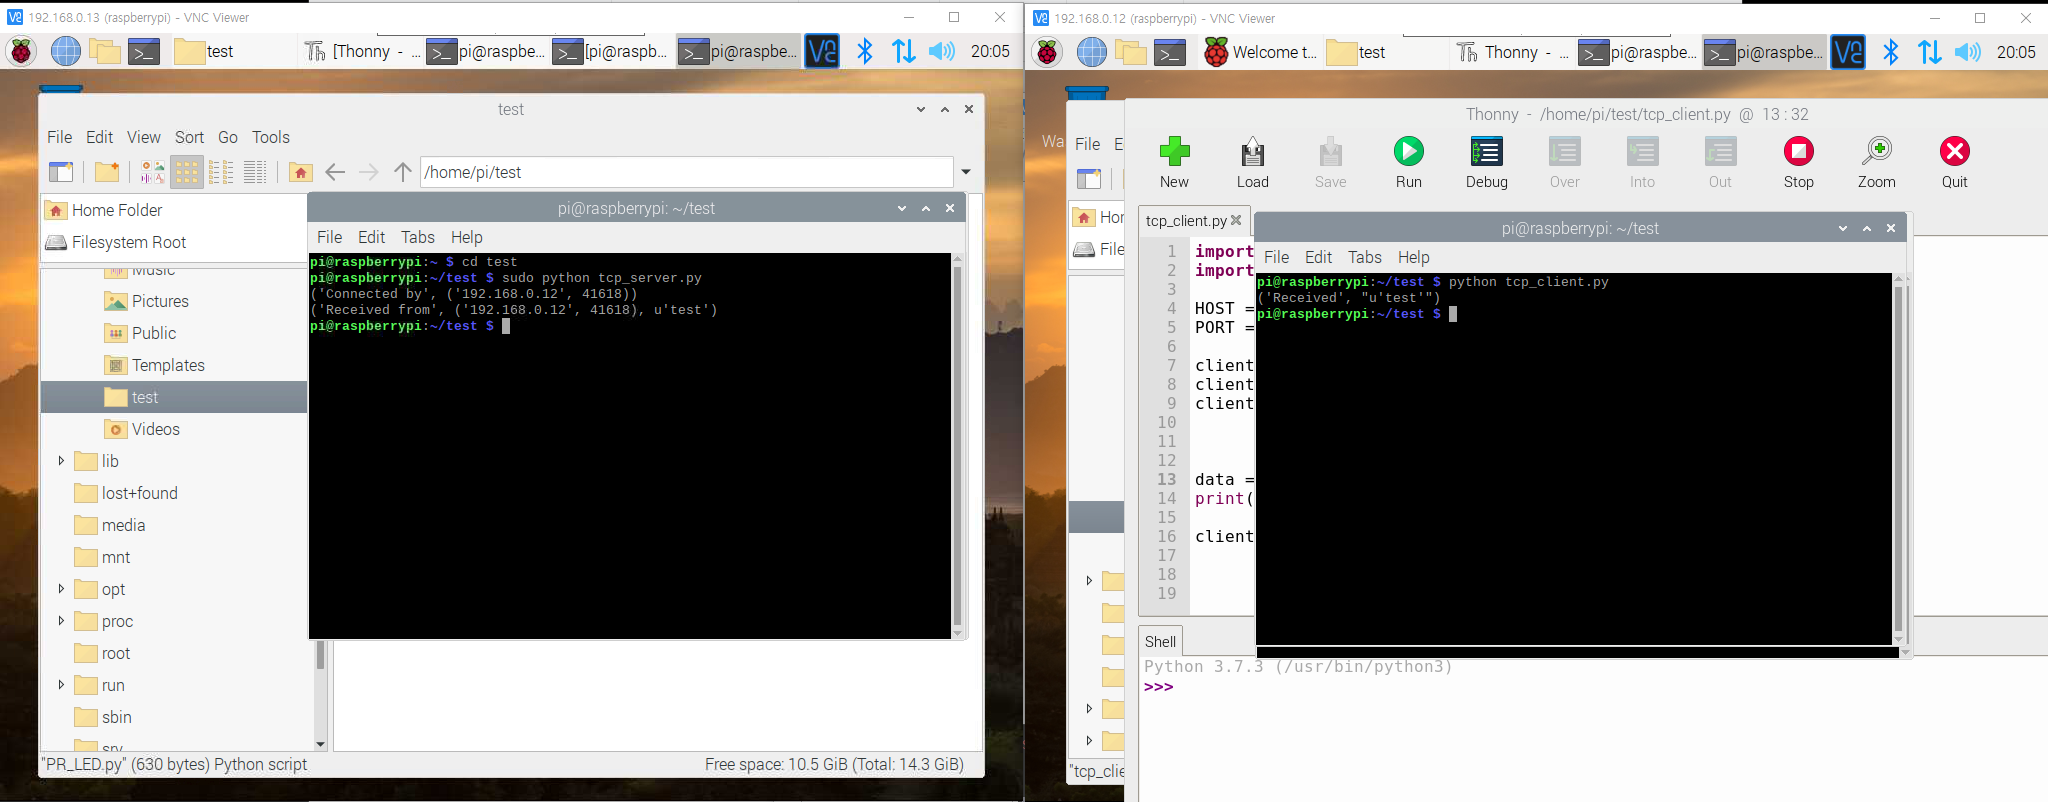 192.168.0.13 (raspberrypi) - VNC Viewer
test
[Thonny - ...
pi@raspbe...
[pi@raspb...
pi@raspbe...
20:05
test
File Edit View Sort Go Tools
/home/pi/test
Home Folder
Filesystem Root
Music
Pictures
Public
Templates
test
Videos
lib
lost+found
media
mnt
opt
proc
root
run
sbin
srv
"PR_LED.py" (630 bytes) Python script
Free space: 10.5 GiB (Total: 14.3 GiB)
pi@raspberrypi: ~/test
File Edit Tabs Help
pi@raspberrypi:~ $ cd test
pi@raspberrypi:~/test $ sudo python tcp_server.py
('Connected by', ('192.168.0.12', 41618))
('Received from', ('192.168.0.12', 41618), u'test')
pi@raspberrypi:~/test $
192.168.0.12 (raspberrypi) - VNC Viewer
Welcome t...
test
Thonny - ...
pi@raspbe...
pi@raspbe...
20:05
Wa
File E
Hor
File
"tcp_clie
Thonny - /home/pi/test/tcp_client.py @ 13 : 32
New Load Save Run Debug Over Into Out Stop Zoom Quit
tcp_client.py
1 import
2 import
3
4 HOST =
5 PORT =
6
7 client
8 client
9 client
10
11
12
13 data =
14 print(
15
16 client
17
18
19
Shell
Python 3.7.3 (/usr/bin/python3)
>>>
pi@raspberrypi: ~/test
File Edit Tabs Help
pi@raspberrypi:~/test $ python tcp_client.py
('Received', "u'test'")
pi@raspberrypi:~/test $